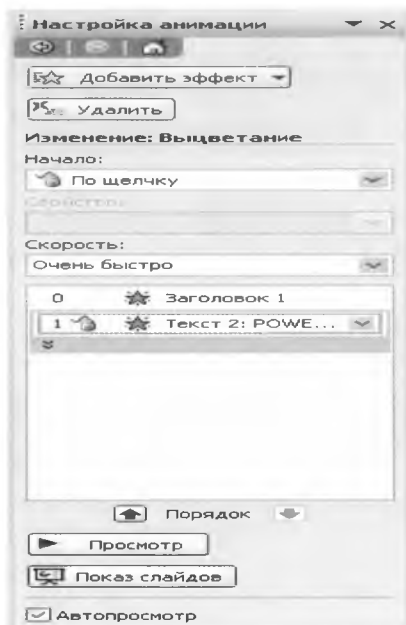 Настройка анимации
Добавить эффект
Удалить
Изменение: Выцветание
Начало:
По щелчку
Свойство:
Скорость:
Очень быстро
0 Заголовок 1
1 Текст 2: POWE...
Порядок
Просмотр
Показ слайдов
Автопросмотр